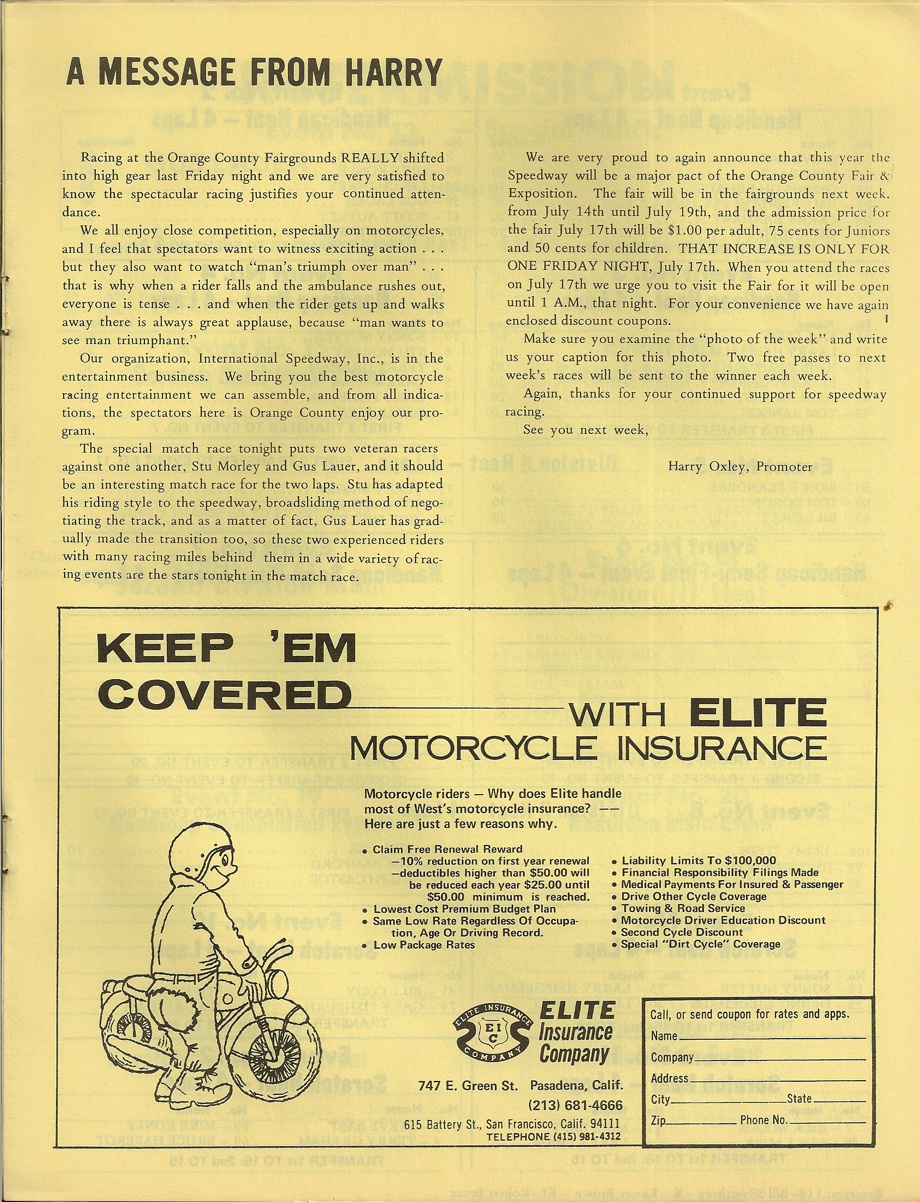 A MESSAGE FROM HARRY
Racing at the Orange County Fairgrounds REALLY shifted
into high gear last Friday night and we are very satisfied to
know the spectacular racing justifies your continued atten-
dance.
We all enjoy close competition, especially on motorcycles,
and I feel that spectators want to witness exciting action . . .
but they also want to watch “man’s triumph over man” . . .
that is why when a rider falls and the ambulance rushes out,
everyone is tense . . . and when the rider gets up and walks
away there is always great applause, because “man wants to
see man triumphant.”
Our organization, International Speedway, Inc., is in the
entertainment business. We bring you the best motorcycle
racing entertainment we can assemble, and from all indica-
tions, the spectators here is Orange County enjoy our pro-
gram.
The special match race tonight puts two veteran racers
against one another, Stu Morley and Gus Lauer, and it should
be an interesting match race for the two laps. Stu has adapted
his riding style to the speedway, broadsliding method of nego-
tiating the track, and as a matter of fact, Gus Lauer has grad-
ually made the transition too, so these two experienced riders
with many racing miles behind them in a wide variety of rac-
ing events are the stars tonight in the match race.
We are very proud to again announce that this year the
Speedway will be a major pact of the Orange County Fair &
Exposition. The fair will be in the fairgrounds next week.
from July 14th until July 19th, and the admission price for
the fair July 17th will be $1.00 per adult, 75 cents for Juniors
and 50 cents for children. THAT INCREASE IS ONLY FOR
ONE FRIDAY NIGHT, July 17th. When you attend the races
on July 17th we urge you to visit the Fair for it will be open
until 1 A.M., that night. For your convenience we have again
enclosed discount coupons.
Make sure you examine the “photo of the week” and write
us your caption for this photo. Two free passes to next
week’s races will be sent to the winner each week.
Again, thanks for your continued support for speedway
racing.
See you next week,
Harry Oxley, Promoter
KEEP ’EM
COVERED
WITH ELITE
MOTORCYCLE INSURANCE
Motorcycle riders — Why does Elite handle
most of West’s motorcycle insurance? ——
Here are just a few reasons why.
• Claim Free Renewal Reward
—10% reduction on first year renewal
—deductibles higher than $50.00 will
be reduced each year $25.00 until
$50.00 minimum is reached.
• Lowest Cost Premium Budget Plan
• Same Low Rate Regardless Of Occupa-
tion, Age Or Driving Record.
• Low Package Rates
• Liability Limits To $100,000
• Financial Responsibility Filings Made
• Medical Payments For Insured & Passenger
• Drive Other Cycle Coverage
• Towing & Road Service
• Motorcycle Driver Education Discount
• Second Cycle Discount
• Special “Dirt Cycle” Coverage
ELITE INSURANCE
EI
C
COMPANY
ELITE
Insurance
Company
747 E. Green St. Pasadena, Calif.
(213) 681-4666
615 Battery St., San Francisco, Calif. 94111
TELEPHONE (415) 981-4312
Call, or send coupon for rates and apps.
Name
Company
Address
City State
Zip Phone No.